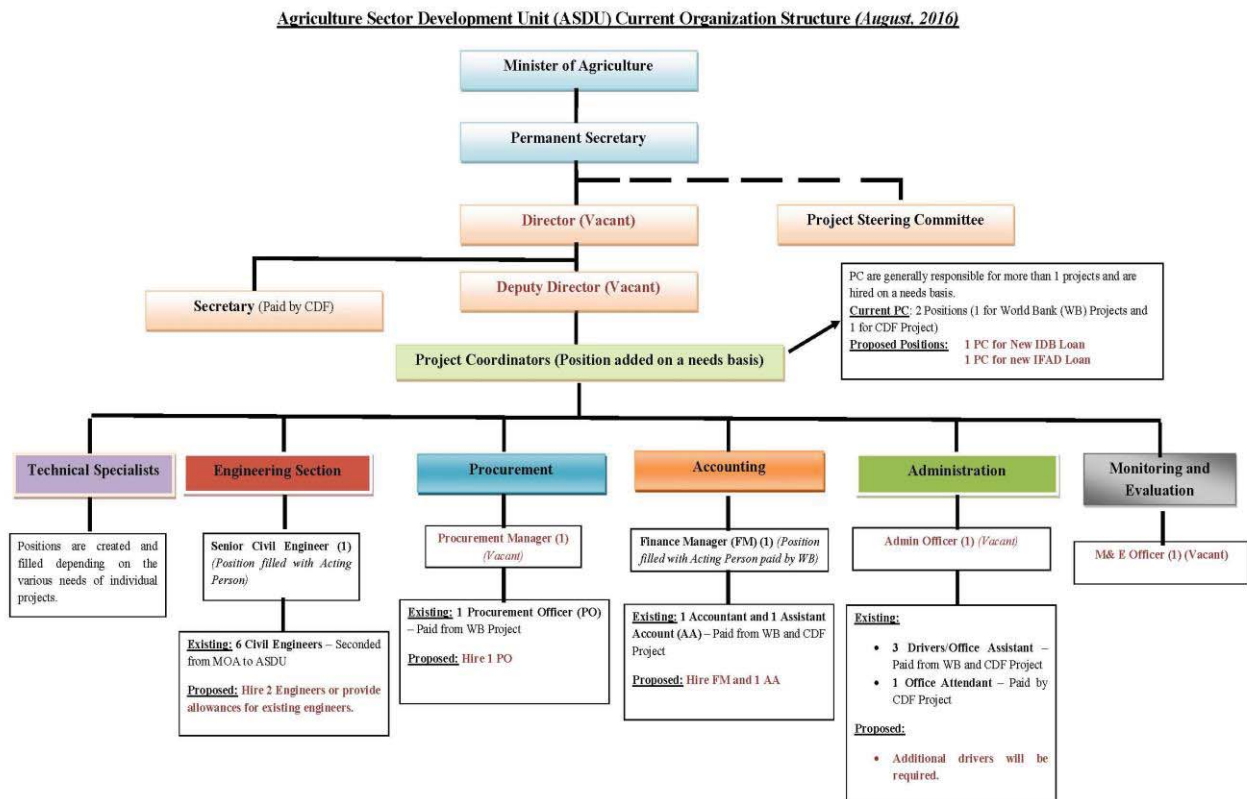 Agriculture Sector Development Unit (ASDU) Current Organization Structure (August, 2016)
Minister of Agriculture
Permanent Secretary
Director (Vacant)
Project Steering Committee
Secretary (Paid by CDF)
Deputy Director (Vacant)
PC are generally responsible for more than 1 projects and are
hired on a needs basis.
Current PC: 2 Positions (1 for World Bank (WB) Projects and
1 for CDF Project)
Proposed Positions: 1 PC for New IDB Loan
1 PC for new IFAD Loan
Project Coordinators (Position added on a needs basis)
Technical Specialists
Engineering Section
Procurement
Accounting
Administration
Monitoring and
Evaluation
Positions are created and
filled depending on the
various needs of individual
projects.
Senior Civil Engineer (1)
(Position filled with Acting
Person)
Existing: 6 Civil Engineers – Seconded
from MOA to ASDU
Proposed: Hire 2 Engineers or provide
allowances for existing engineers.
Procurement Manager (1)
(Vacant)
Existing: 1 Procurement Officer (PO)
– Paid from WB Project
Proposed: Hire 1 PO
Finance Manager (FM) (1) (Position
filled with Acting Person paid by WB)
Existing: 1 Accountant and 1 Assistant
Account (AA) – Paid from WB and CDF
Project
Proposed: Hire FM and 1 AA
Admin Officer (1) (Vacant)
Existing:
• 3 Drivers/Office Assistant –
Paid from WB and CDF Project
• 1 Office Attendant – Paid by
CDF Project
Proposed:
• Additional drivers will be
required.
M& E Officer (1) (Vacant)